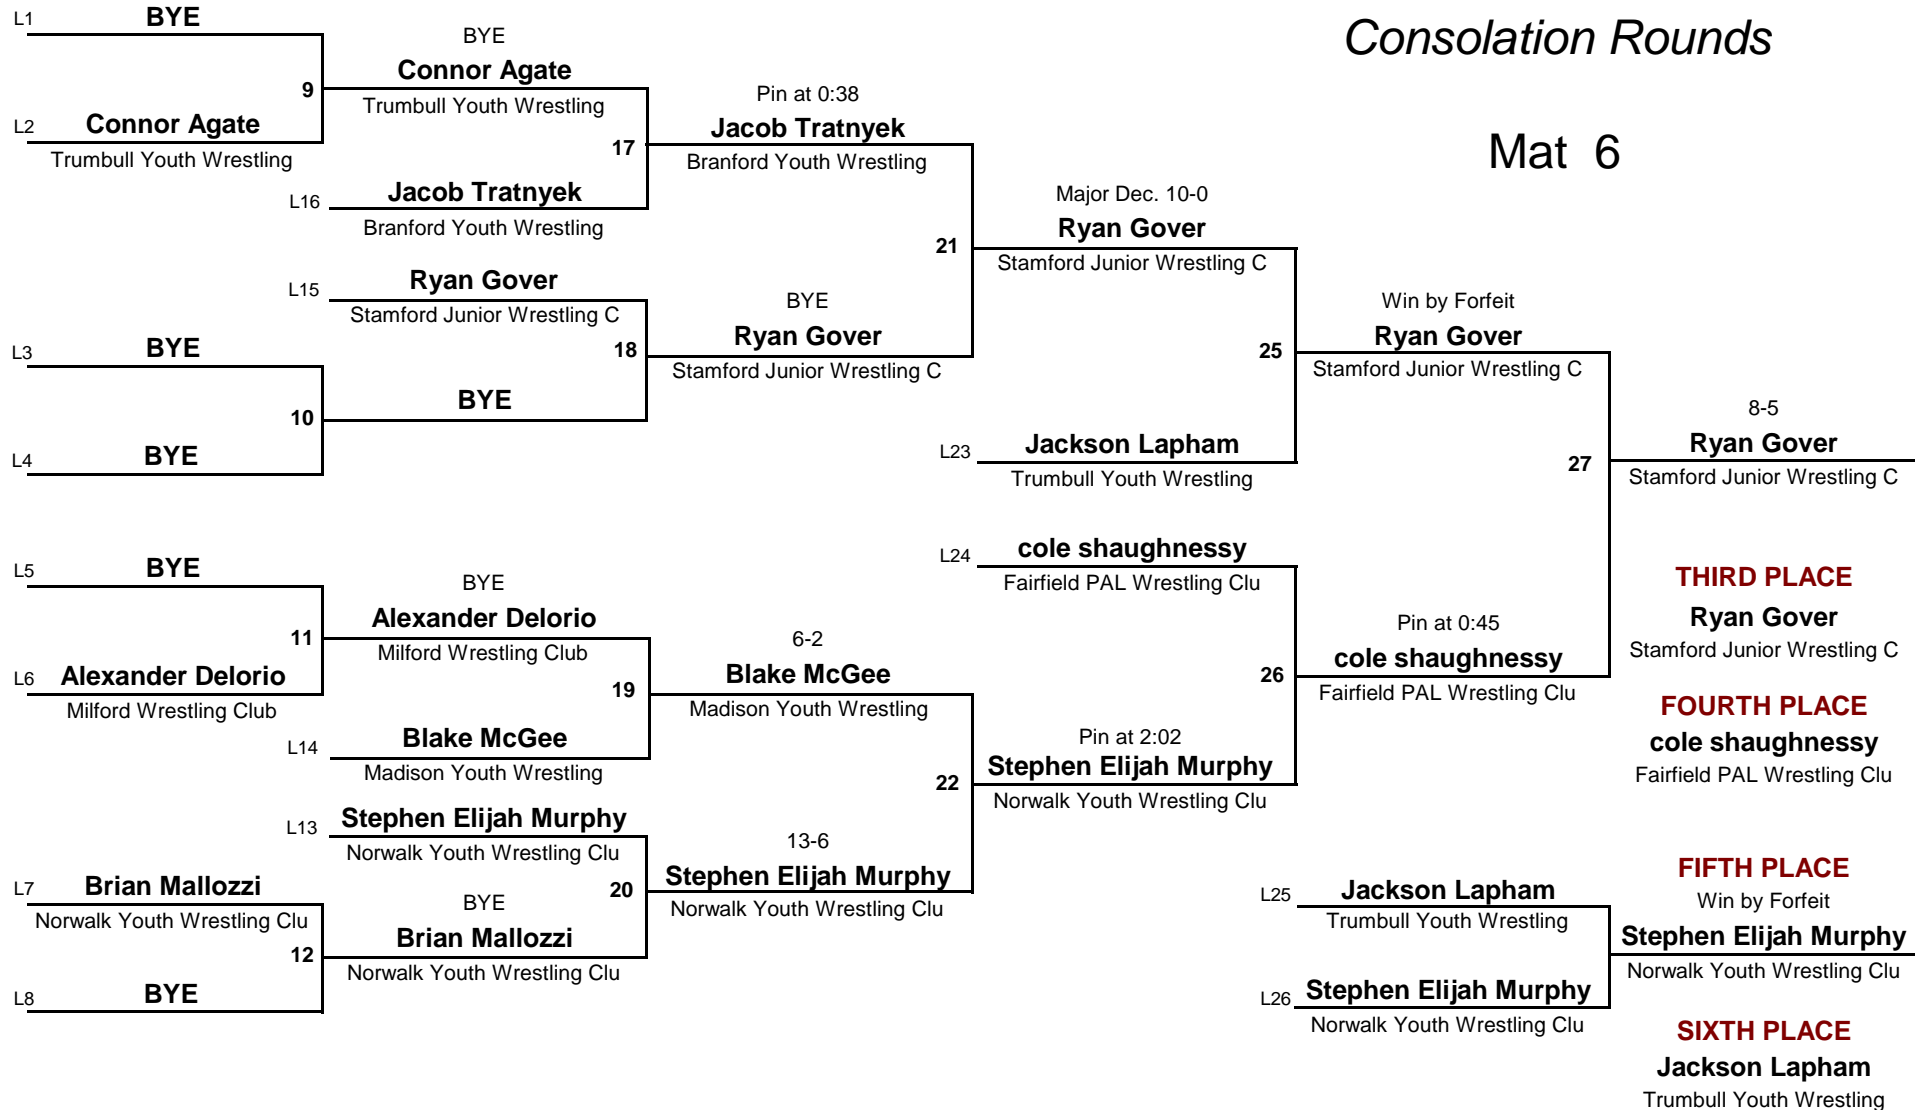 Consolation Rounds
Mat 6
L1 BYE
9
L2 Connor Agate
Trumbull Youth Wrestling
L3 BYE
10
L4 BYE
L5 BYE
11
L6 Alexander Delorio
Milford Wrestling Club
L7 Brian Mallozzi
Norwalk Youth Wrestling Clu
12
L8 BYE
BYE
Connor Agate
Trumbull Youth Wrestling
17
L16 Jacob Tratnyek
Branford Youth Wrestling
L15 Ryan Gover
Stamford Junior Wrestling C
18
BYE
BYE
Alexander Delorio
Milford Wrestling Club
19
L14 Blake McGee
Madison Youth Wrestling
L13 Stephen Elijah Murphy
Norwalk Youth Wrestling Clu
20
BYE
Brian Mallozzi
Norwalk Youth Wrestling Clu
Pin at 0:38
Jacob Tratnyek
Branford Youth Wrestling
21
BYE
Ryan Gover
Stamford Junior Wrestling C
6-2
Blake McGee
Madison Youth Wrestling
22
13-6
Stephen Elijah Murphy
Norwalk Youth Wrestling Clu
Major Dec. 10-0
Ryan Gover
Stamford Junior Wrestling C
25
L23 Jackson Lapham
Trumbull Youth Wrestling
L24 cole shaughnessy
Fairfield PAL Wrestling Clu
26
Pin at 2:02
Stephen Elijah Murphy
Norwalk Youth Wrestling Clu
Win by Forfeit
Ryan Gover
Stamford Junior Wrestling C
27
Pin at 0:45
cole shaughnessy
Fairfield PAL Wrestling Clu
8-5
Ryan Gover
Stamford Junior Wrestling C
THIRD PLACE
Ryan Gover
Stamford Junior Wrestling C
FOURTH PLACE
cole shaughnessy
Fairfield PAL Wrestling Clu
L25 Jackson Lapham
Trumbull Youth Wrestling
L26 Stephen Elijah Murphy
Norwalk Youth Wrestling Clu
FIFTH PLACE
Win by Forfeit
Stephen Elijah Murphy
Norwalk Youth Wrestling Clu
SIXTH PLACE
Jackson Lapham
Trumbull Youth Wrestling